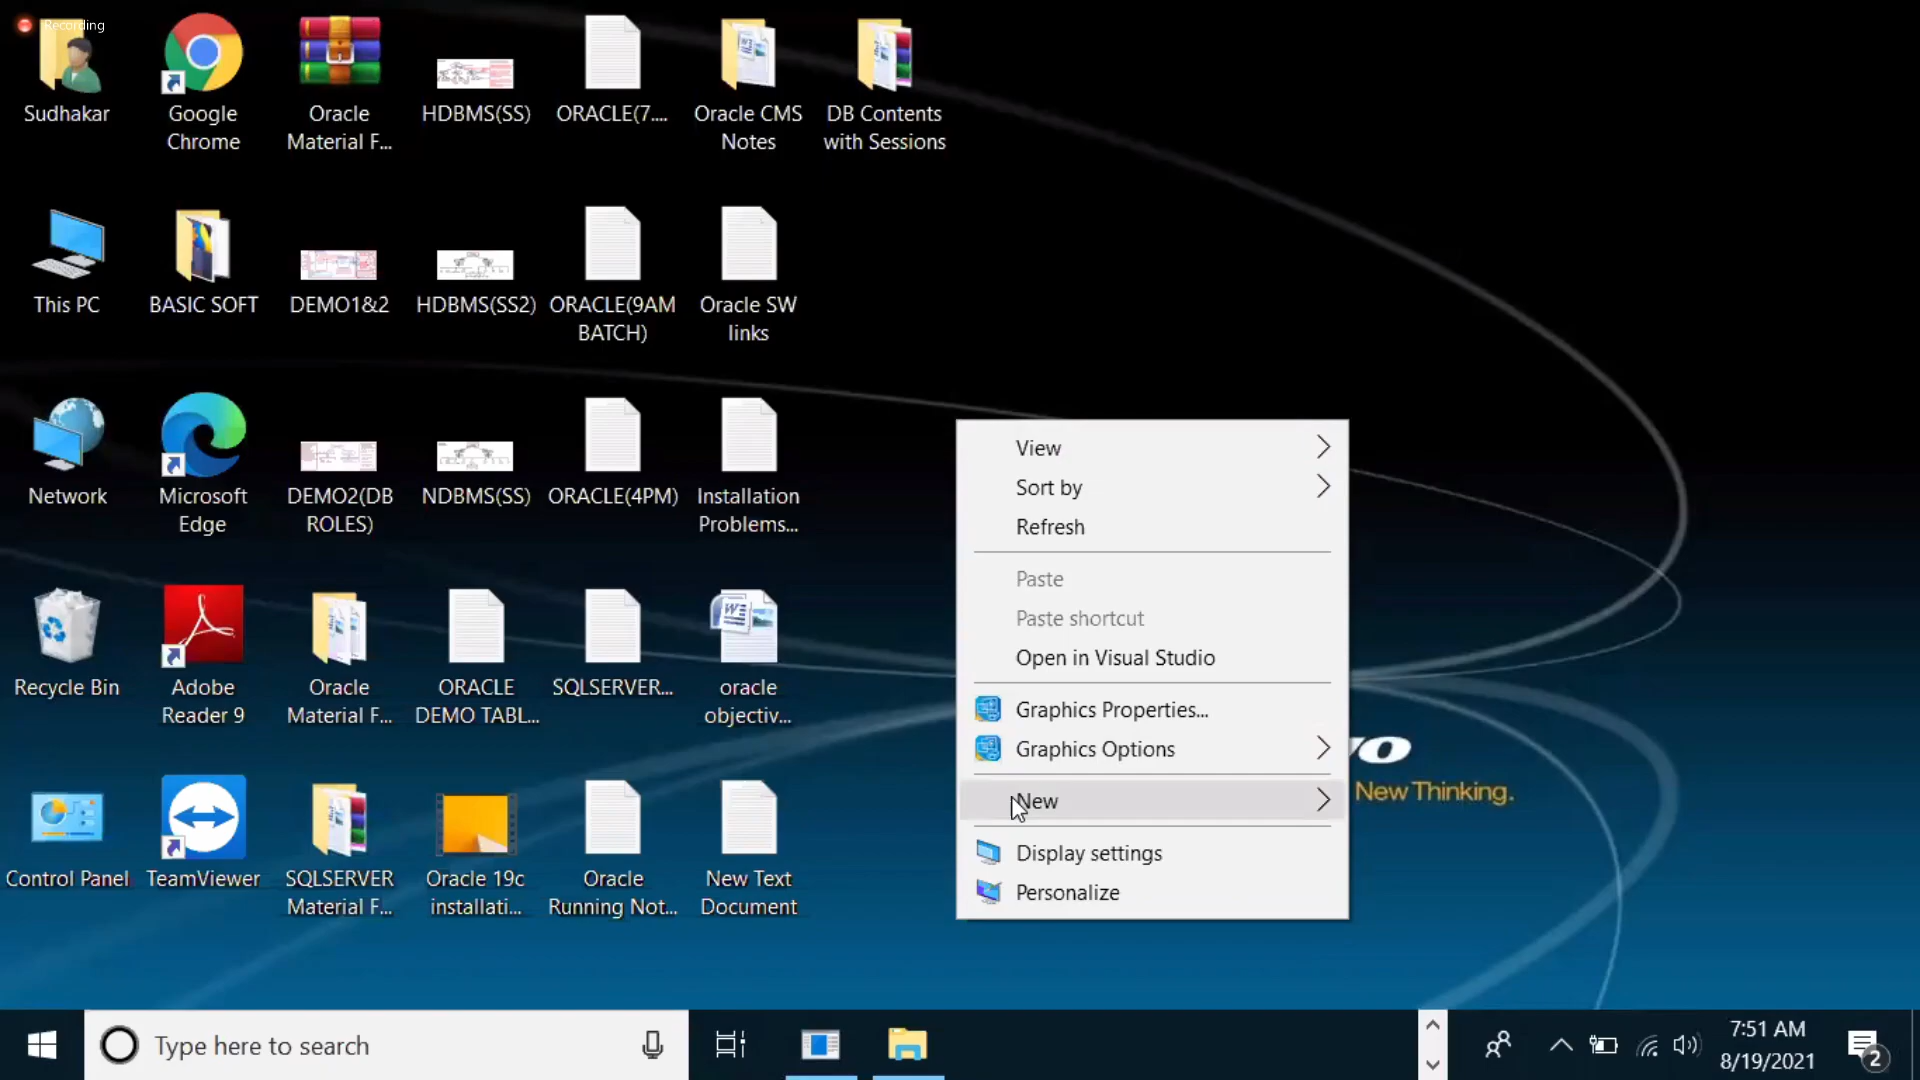 Recording
Sudhakar
Google
Chrome
Oracle
Material F...
HDBMS(SS)
ORACLE(7....
Oracle CMS
Notes
DB Contents
with Sessions
This PC
BASIC SOFT
DEMO1&2
HDBMS(SS2)
ORACLE(9AM
BATCH)
Oracle SW
links
Network
Microsoft
Edge
DEMO2(DB
ROLES)
NDBMS(SS)
ORACLE(4PM)
Installation
Problems...
Recycle Bin
Adobe
Reader 9
Oracle
Material F...
ORACLE
DEMO TABL...
SQLSERVER...
oracle
objectiv...
Control Panel
TeamViewer
SQLSERVER
Material F...
Oracle 19c
installati...
Oracle
Running Not...
New Text
Document
View
Sort by
Refresh
Paste
Paste shortcut
Open in Visual Studio
Graphics Properties...
Graphics Options
New
Display settings
Personalize
New Thinking.
Type here to search
7:51 AM
8/19/2021
2